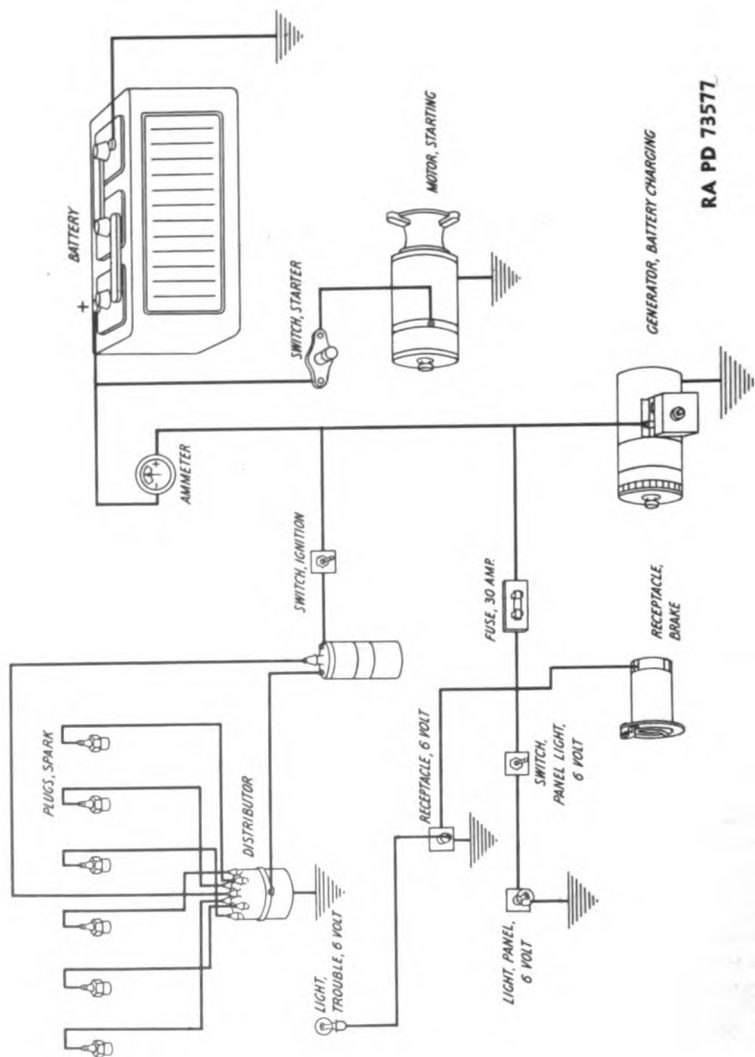 BATTERY
+
MOTOR, STARTING
SWITCH, STARTER
AMMETER
+
-
GENERATOR, BATTERY CHARGING
SWITCH, IGNITION
FUSE, 30 AMP.
RECEPTACLE,
BRAKE
PLUGS, SPARK
DISTRIBUTOR
RECEPTACLE, 6 VOLT
SWITCH,
PANEL LIGHT,
6 VOLT
LIGHT,
TROUBLE, 6 VOLT
LIGHT, PANEL,
6 VOLT
RA PD 73577